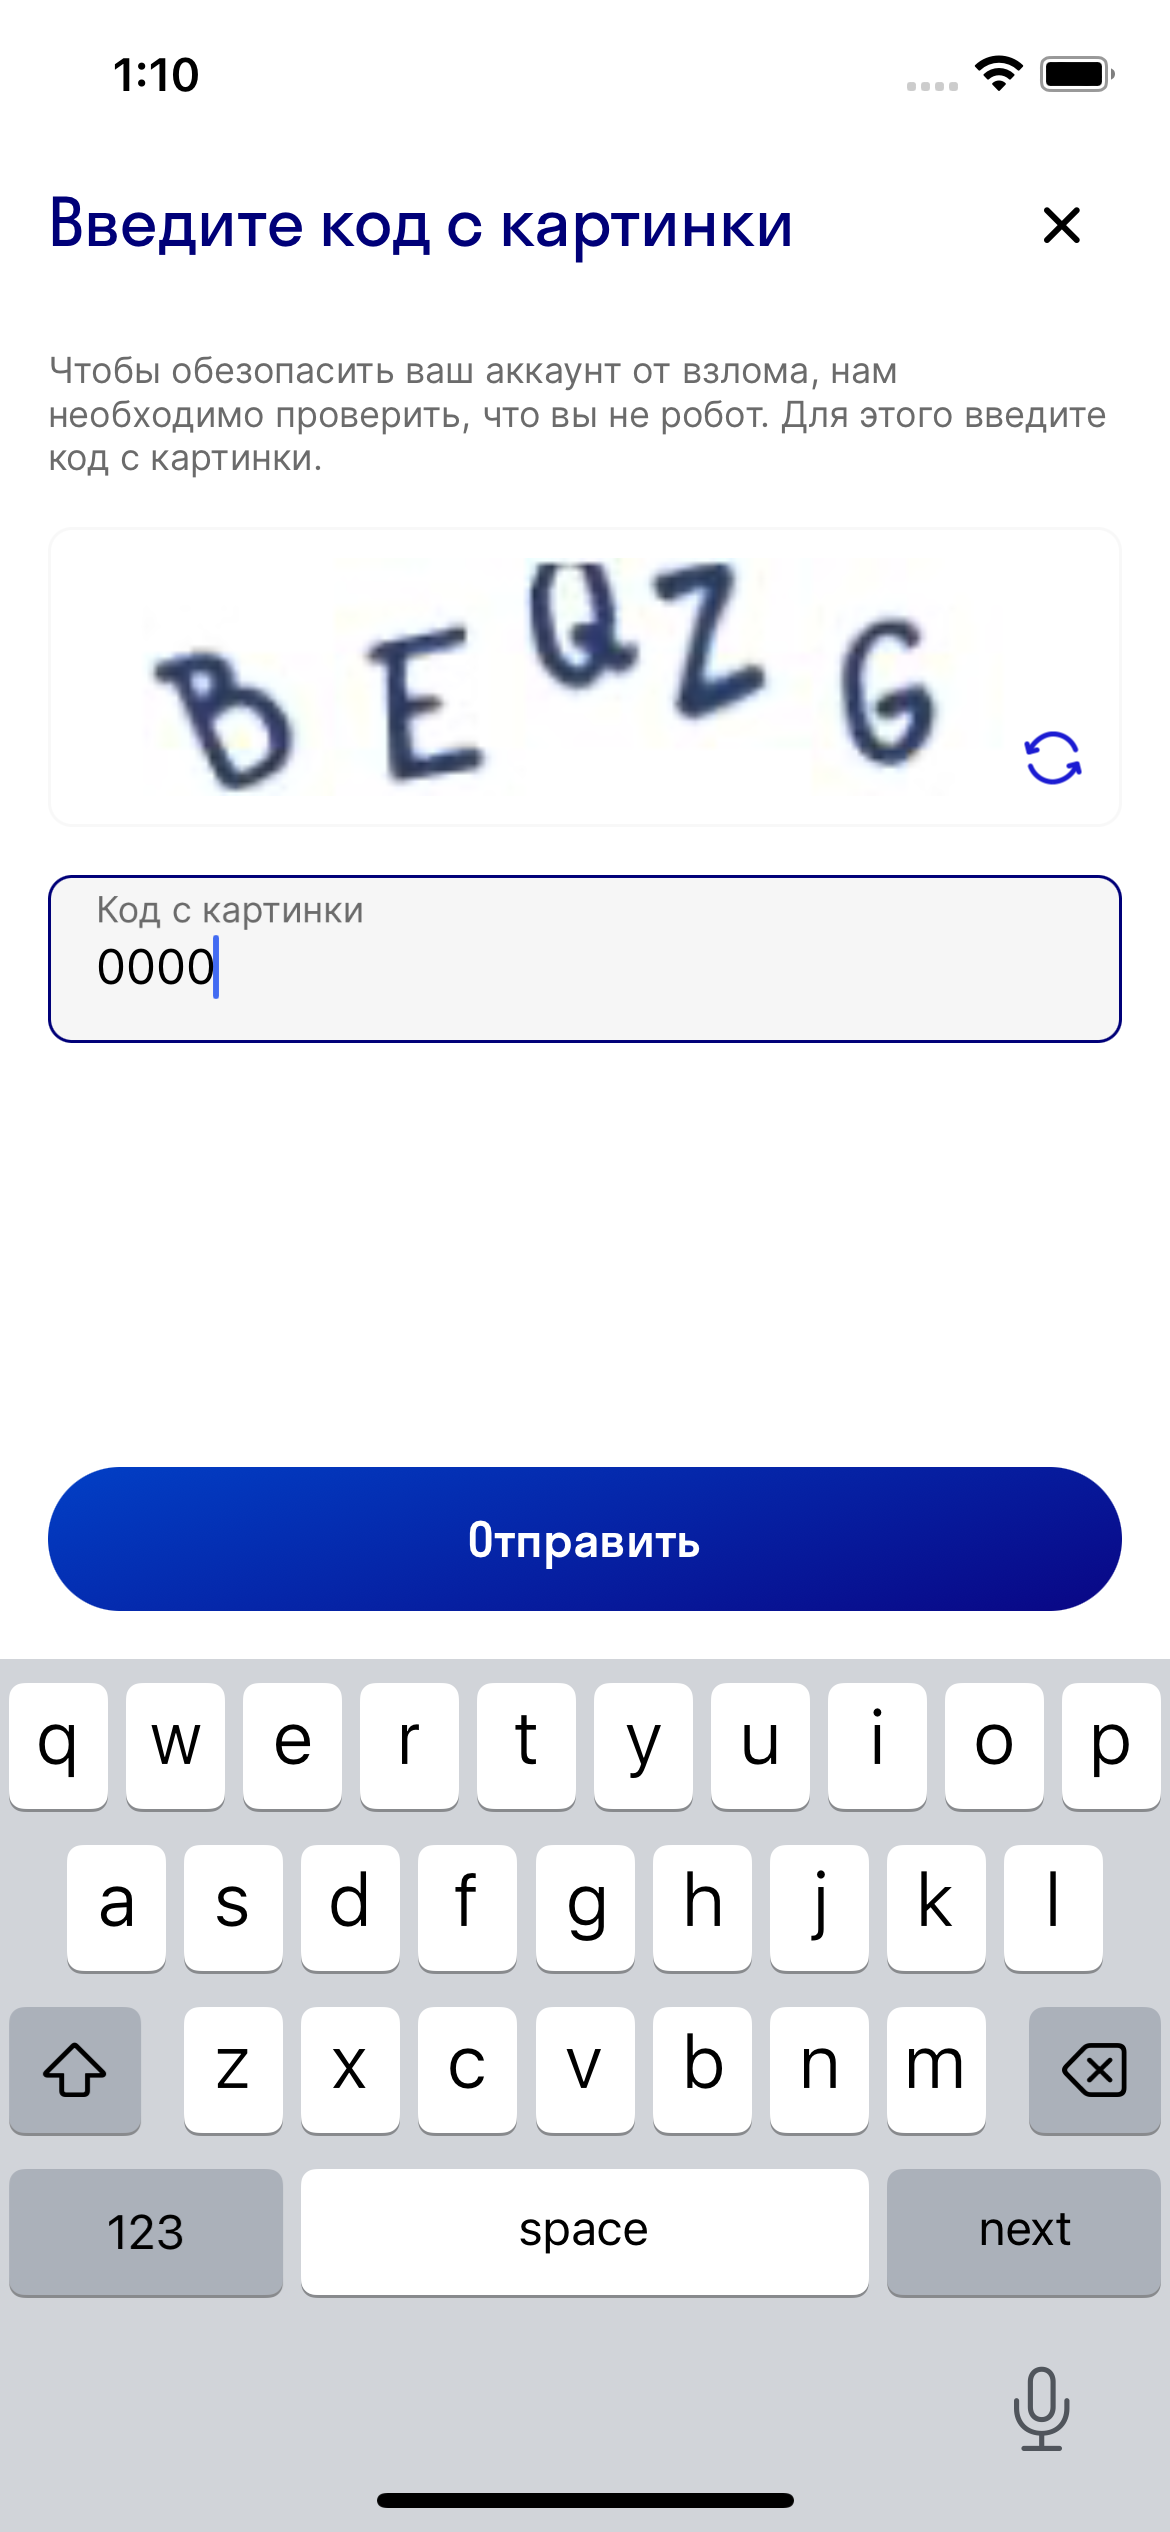 1:10
Введите код с картинки
Чтобы обезопасить ваш аккаунт от взлома, нам
необходимо проверить, что вы не робот. Для этого введите
код с картинки.
BEQZG
Код с картинки
0000
Отправить
q w e r t y u i o p
a s d f g h j k l
z x c v b n m
123 space next